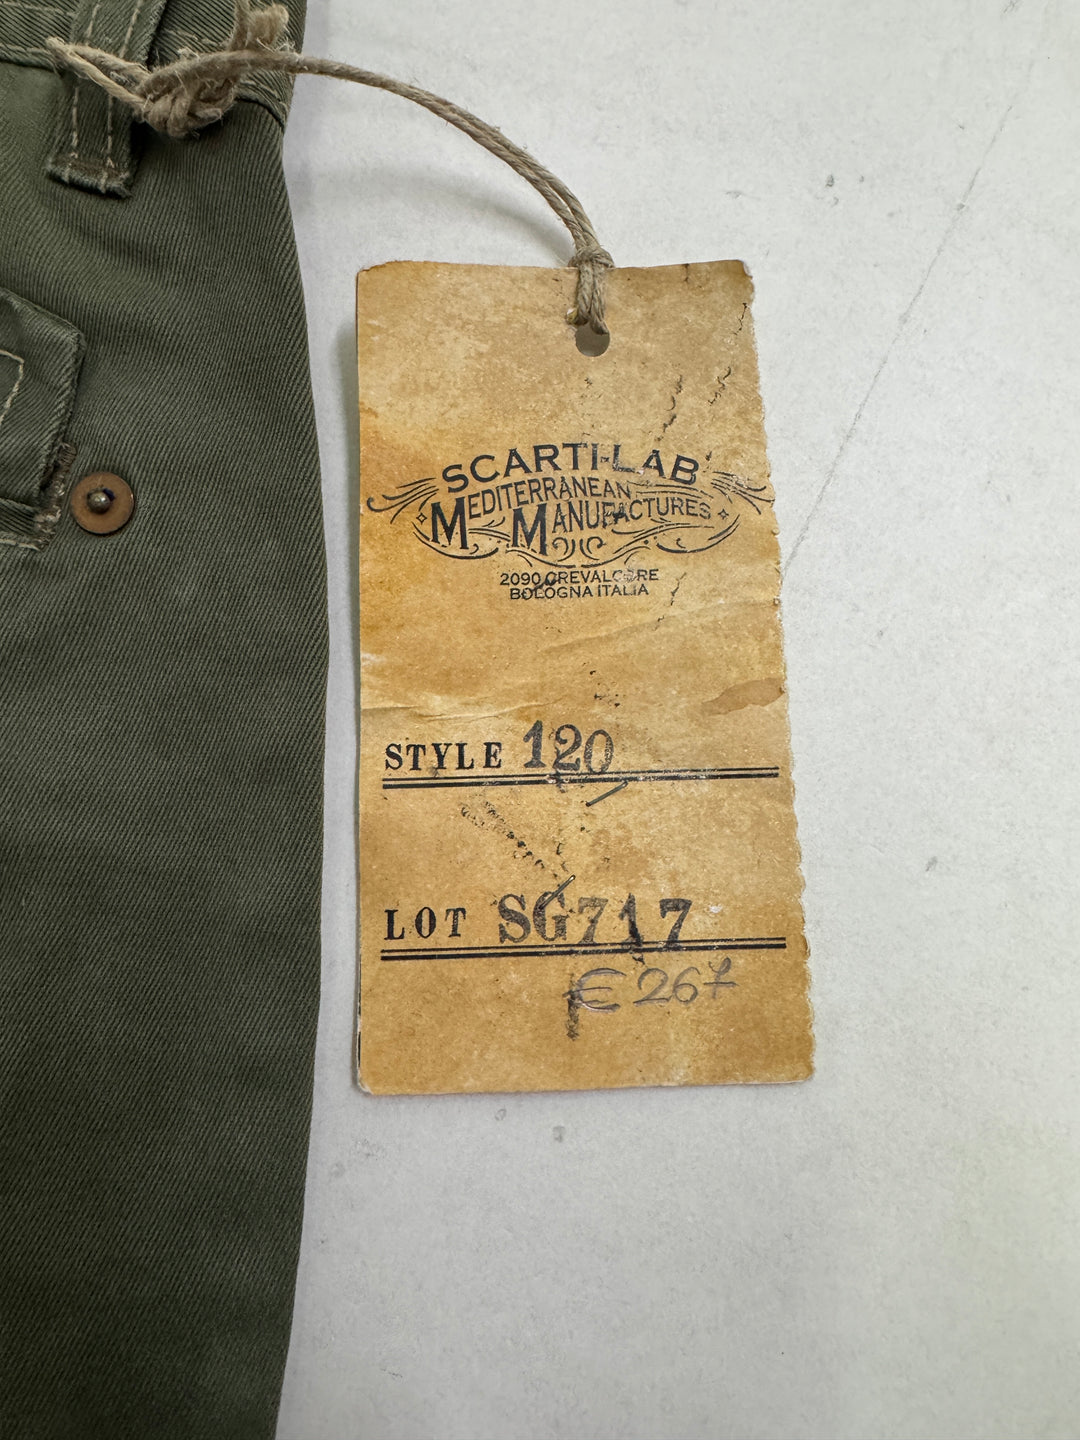 SCARTI-LAB
MEDITERRANEAN
MANUFACTURES
2090 CREVALCORE
BOLOGNA ITALIA
STYLE 120
LOT SG717
€ 267